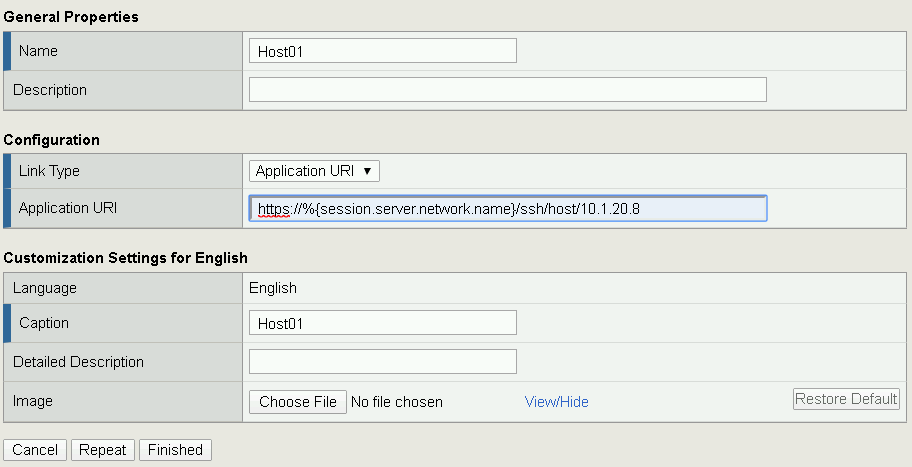 General Properties
Name Host01
Description
Configuration
Link Type Application URI ▼
Application URI https://%{session.server.network.name}/ssh/host/10.1.20.8
Customization Settings for English
Language English
Caption Host01
Detailed Description
Image Choose File No file chosen View/Hide Restore Default
Cancel Repeat Finished